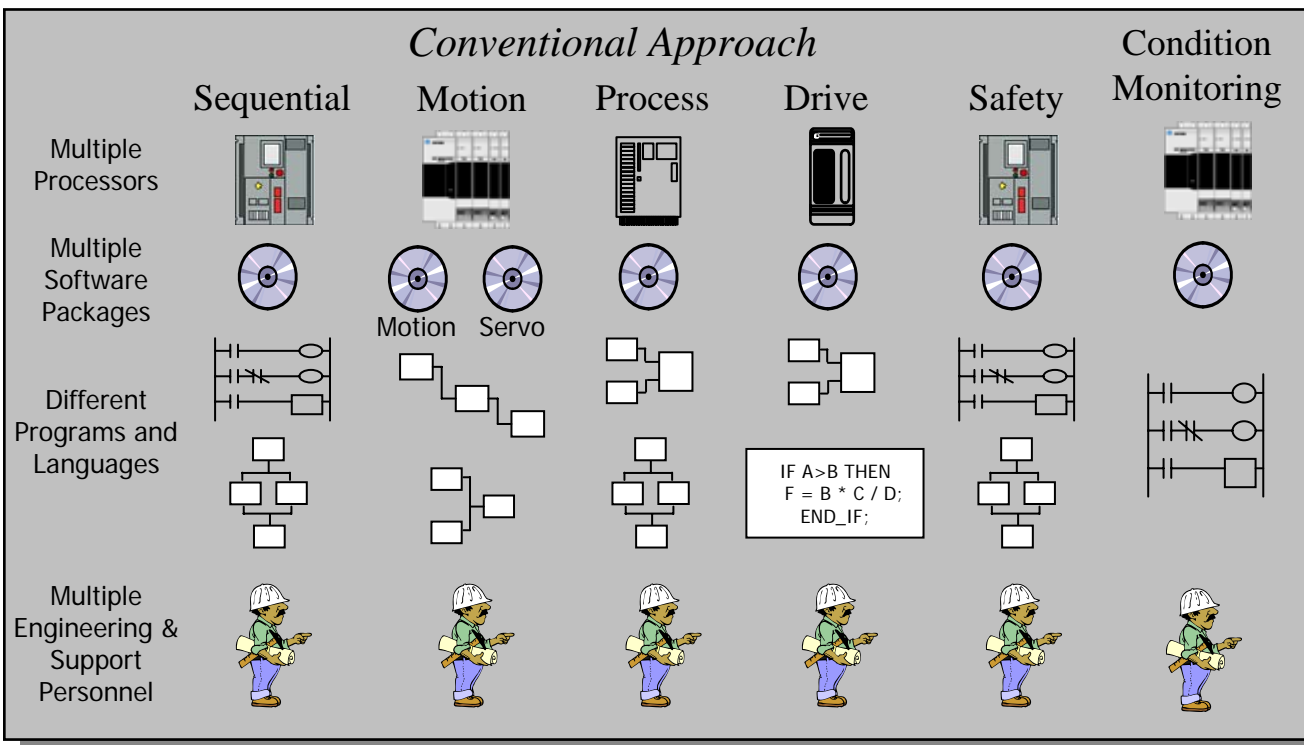 Conventional Approach
Condition
Monitoring
Sequential
Motion
Process
Drive
Safety
Multiple
Processors
Multiple
Software
Packages
Motion
Servo
Different
Programs and
Languages
IF A>B THEN
F = B * C / D;
END_IF;
Multiple
Engineering &
Support
Personnel